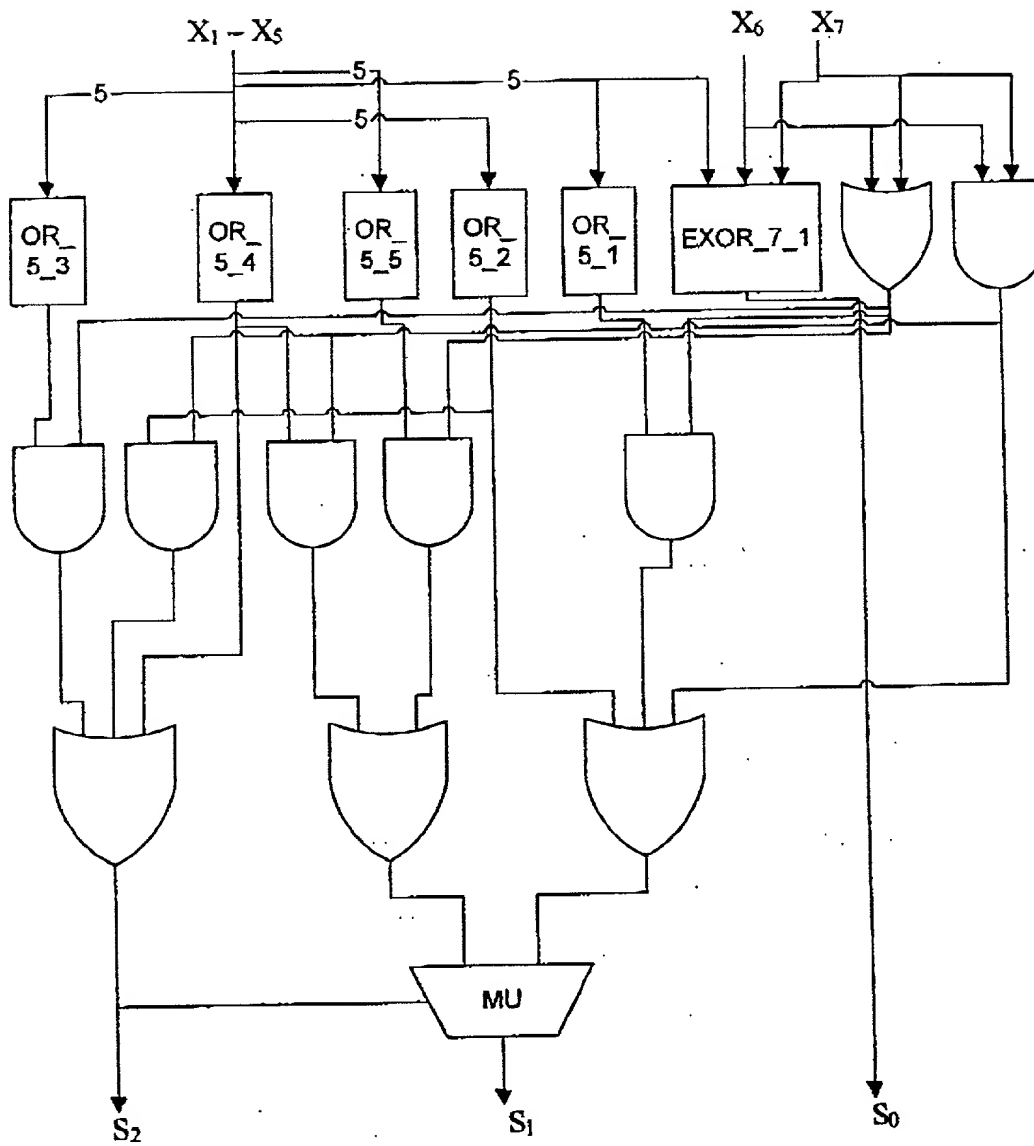 X₁ – X₅ X₆ X₇
5 5 5
5
OR_
5_3
OR_
5_4
OR_
5_5
OR_
5_2
OR_
5_1
EXOR_7_1
MU
S₂ S₁ S₀